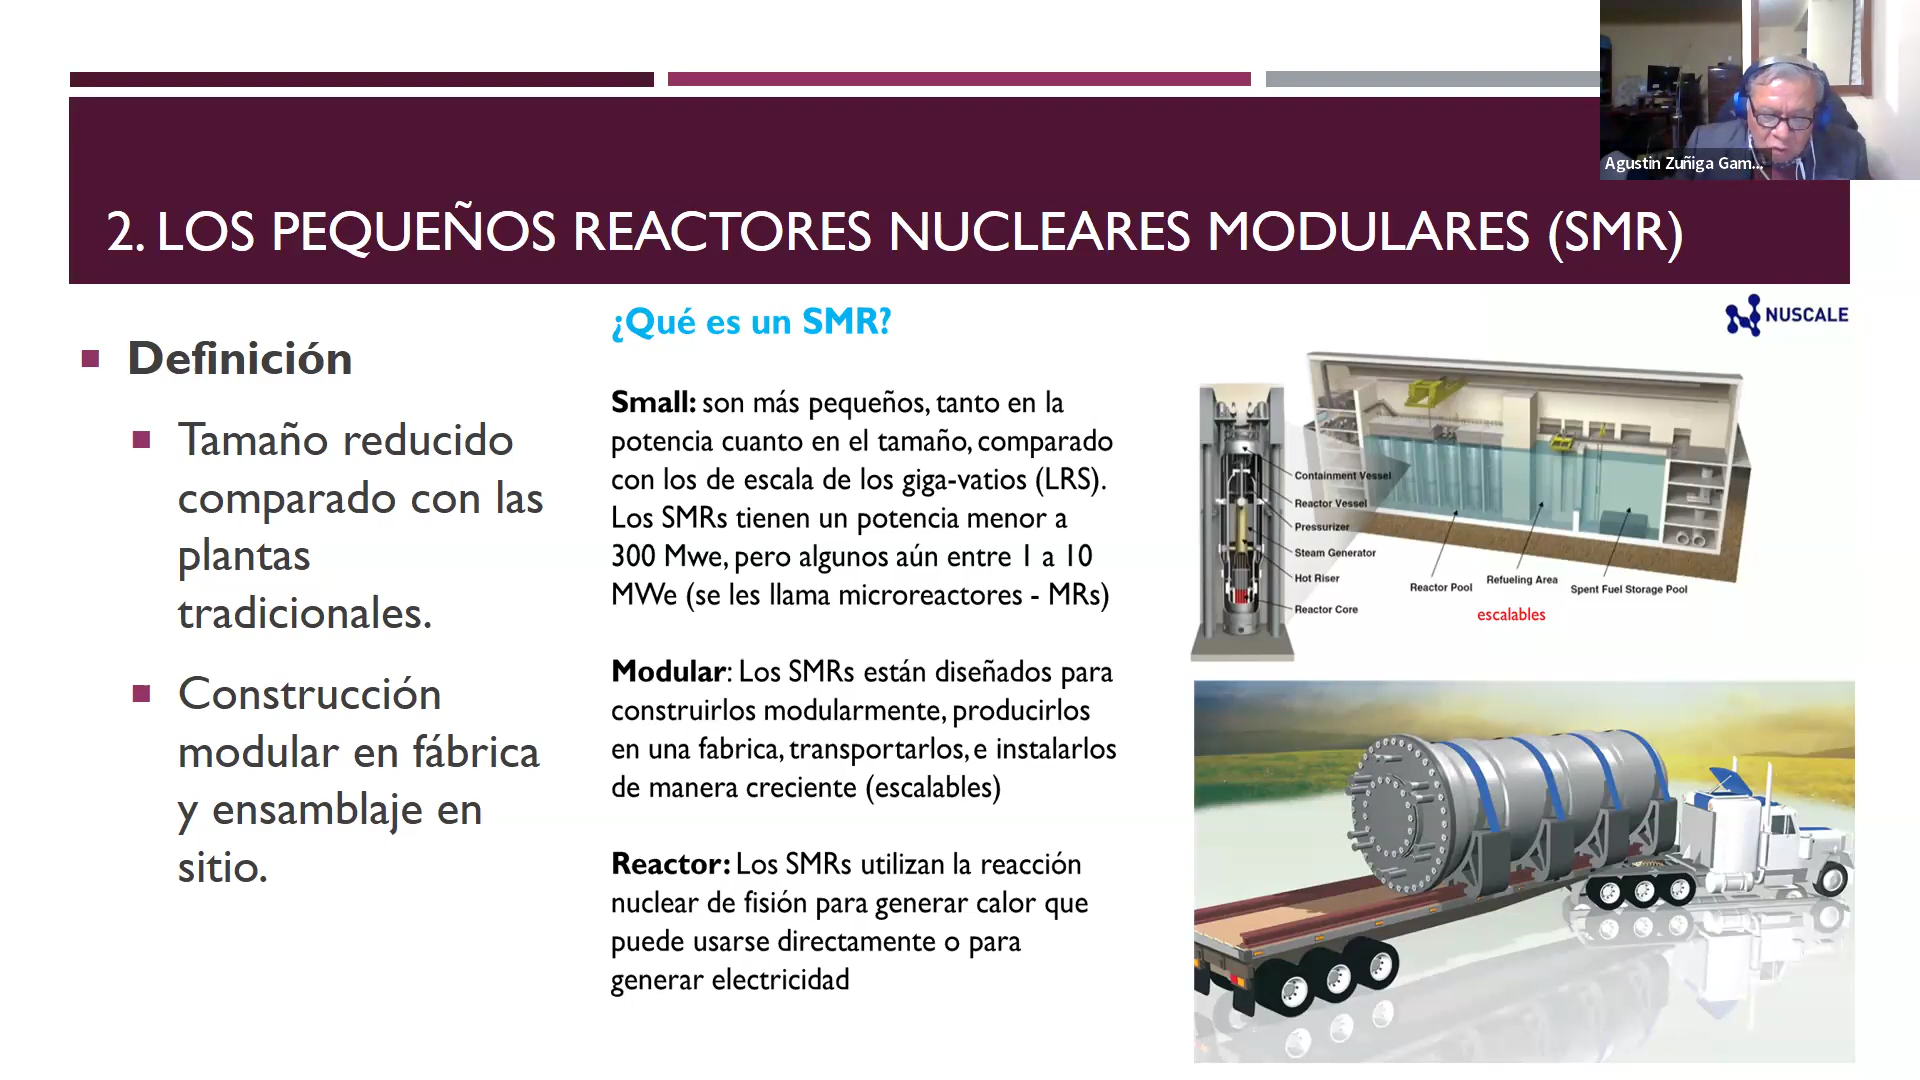 Agustin Zuñiga Gam...
2. LOS PEQUEÑOS REACTORES NUCLEARES MODULARES (SMR)
Definición
Tamaño reducido
comparado con las
plantas
tradicionales.
Construcción
modular en fábrica
y ensamblaje en
sitio.
¿Qué es un SMR?
Small: son más pequeños, tanto en la
potencia cuanto en el tamaño, comparado
con los de escala de los giga-vatios (LRS).
Los SMRs tienen un potencia menor a
300 Mwe, pero algunos aún entre 1 a 10
MWe (se les llama microreactores - MRs)
Modular: Los SMRs están diseñados para
construirlos modularmente, producirlos
en una fabrica, transportarlos, e instalarlos
de manera creciente (escalables)
Reactor: Los SMRs utilizan la reacción
nuclear de fisión para generar calor que
puede usarse directamente o para
generar electricidad
NUSCALE
Containment Vessel
Reactor Vessel
Pressurizer
Steam Generator
Hot Riser
Reactor Core
Reactor Pool
Refueling Area
Spent Fuel Storage Pool
escalables